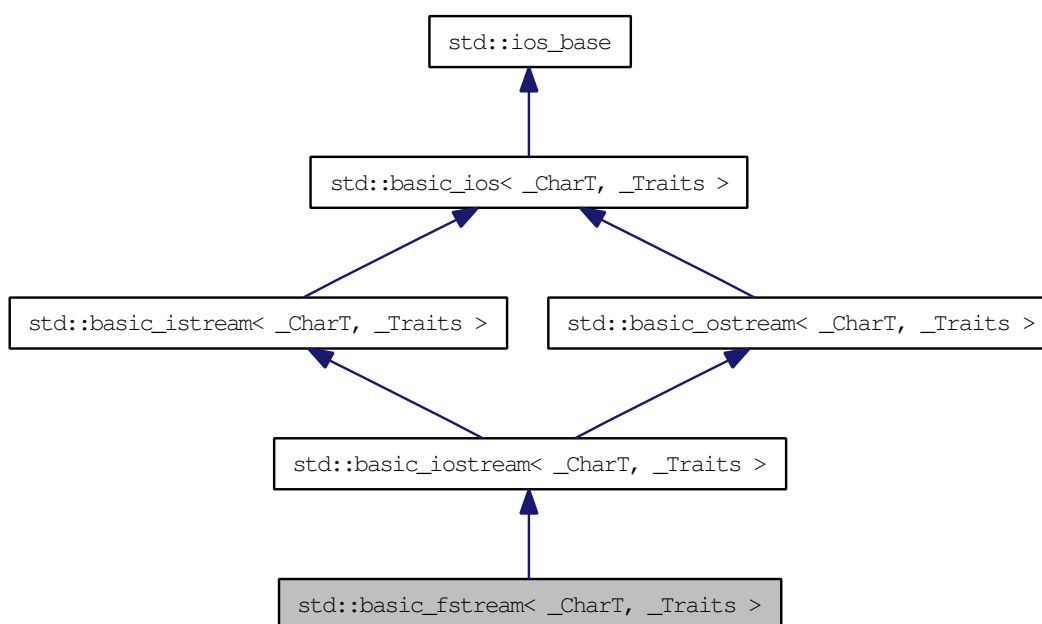 std::ios_base
std::basic_ios< _CharT, _Traits >
std::basic_istream< _CharT, _Traits >
std::basic_ostream< _CharT, _Traits >
std::basic_iostream< _CharT, _Traits >
std::basic_fstream< _CharT, _Traits >